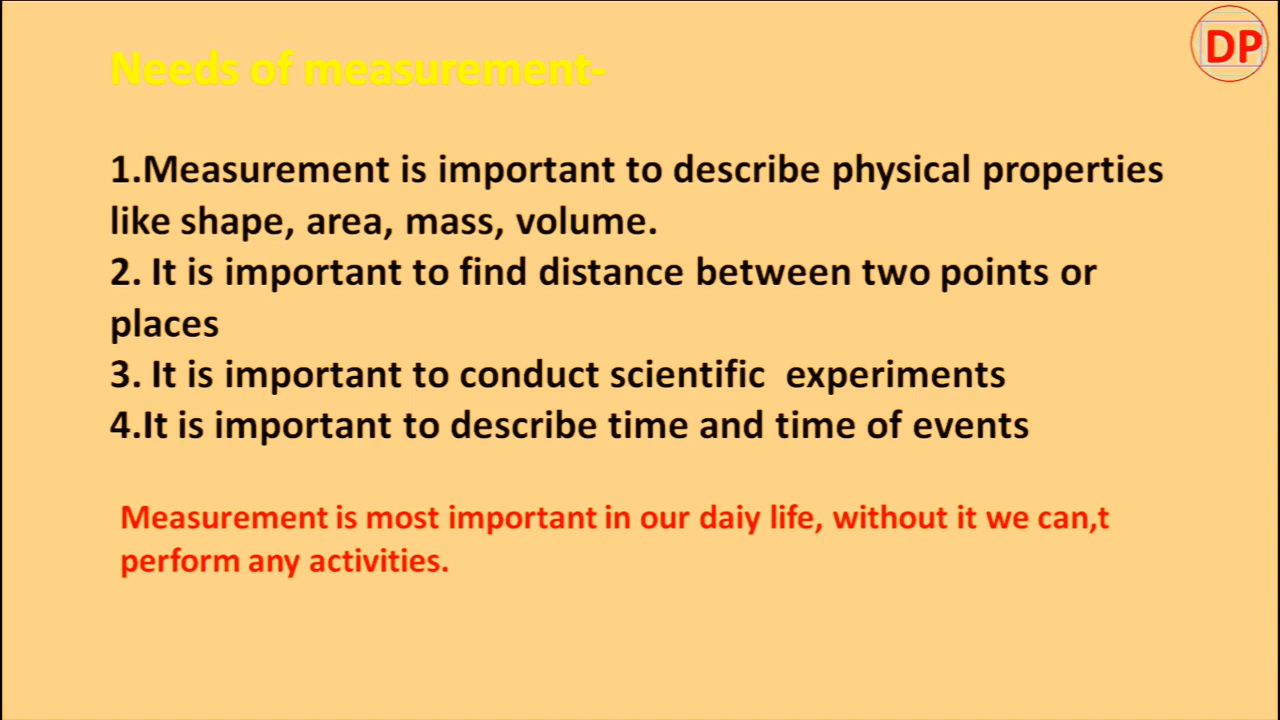 DP
Needs of measurement-
1.Measurement is important to describe physical properties
like shape, area, mass, volume.
2. It is important to find distance between two points or
places
3. It is important to conduct scientific  experiments
4.It is important to describe time and time of events
Measurement is most important in our daiy life, without it we can,t
perform any activities.